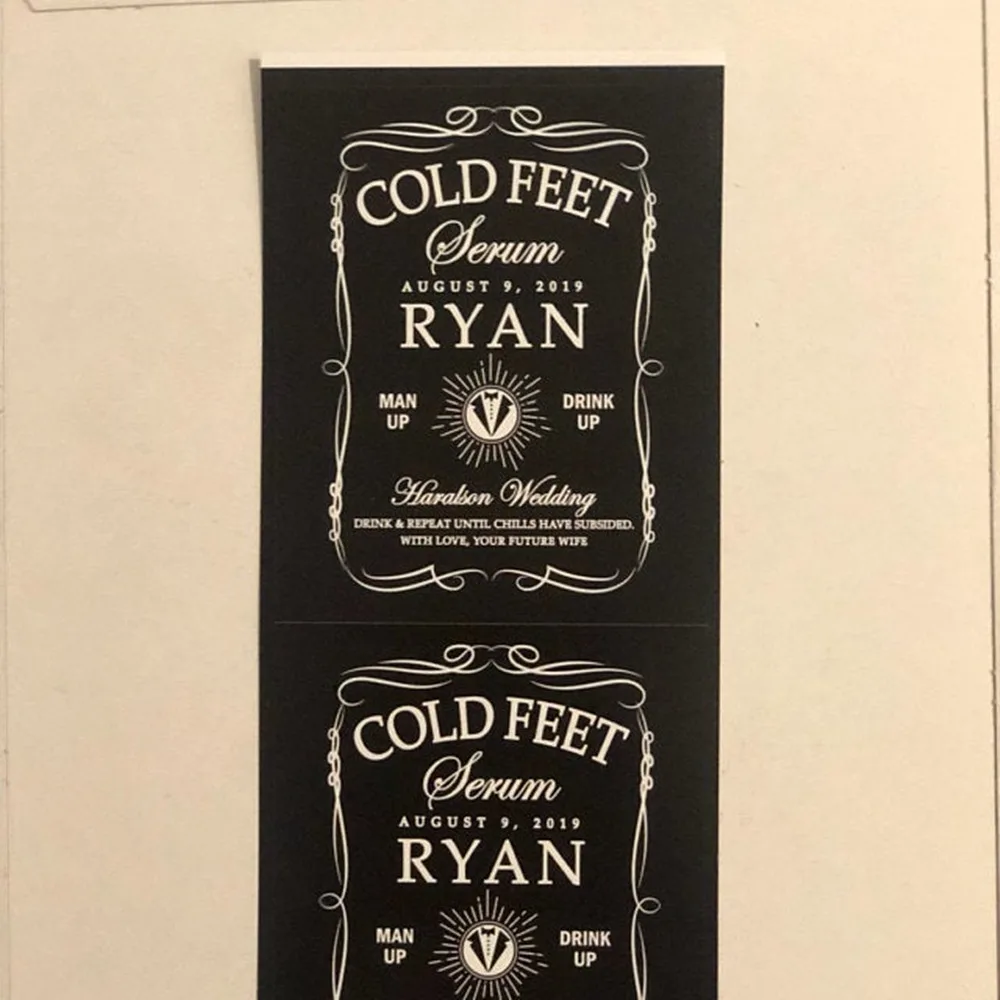 COLD FEET
Serum
AUGUST 9, 2019
RYAN
MAN UP
DRINK UP
Haralson Wedding
DRINK & REPEAT UNTIL CHILLS HAVE SUBSIDED.
WITH LOVE, YOUR FUTURE WIFE
COLD FEET
Serum
AUGUST 9, 2019
RYAN
MAN UP
DRINK UP